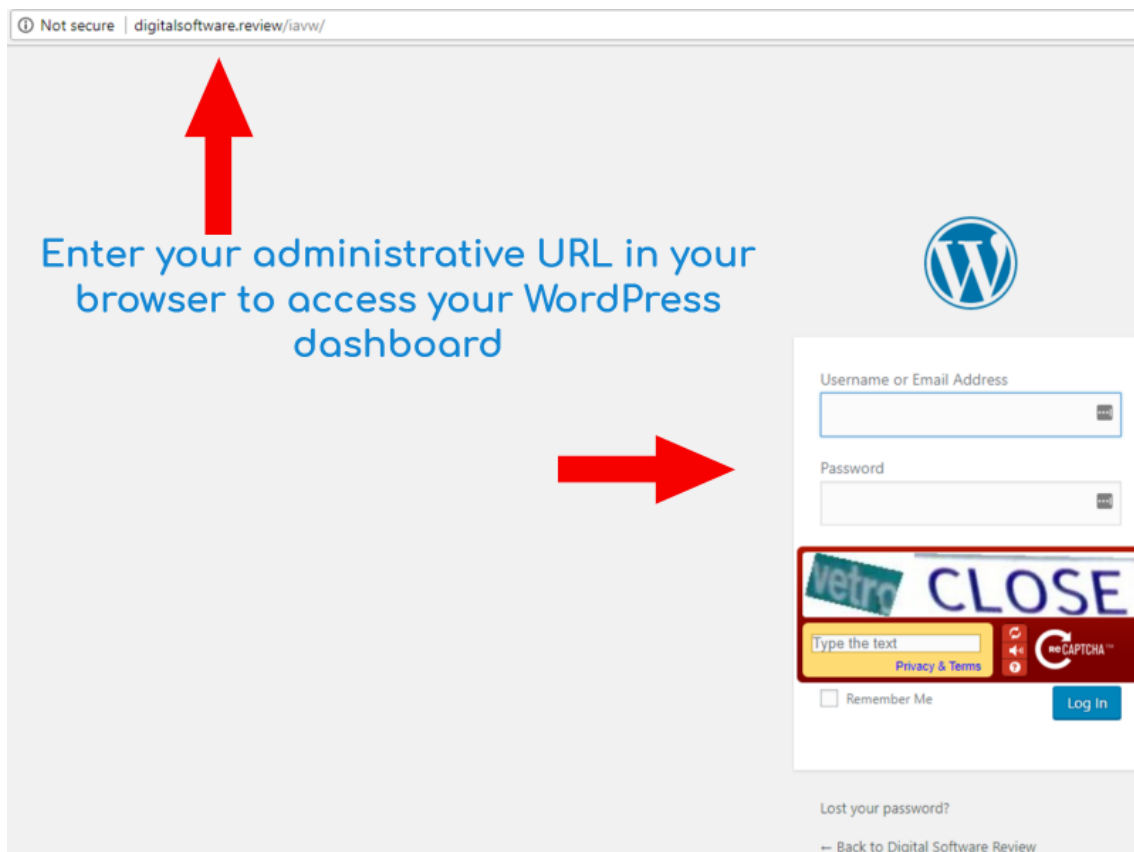 Not secure | digitalsoftware.review/iavw/
Enter your administrative URL in your
browser to access your WordPress
dashboard
Username or Email Address
Password
vetro CLOSE
Type the text
Privacy & Terms
reCAPTCHA™
Remember Me
Log In
Lost your password?
← Back to Digital Software Review